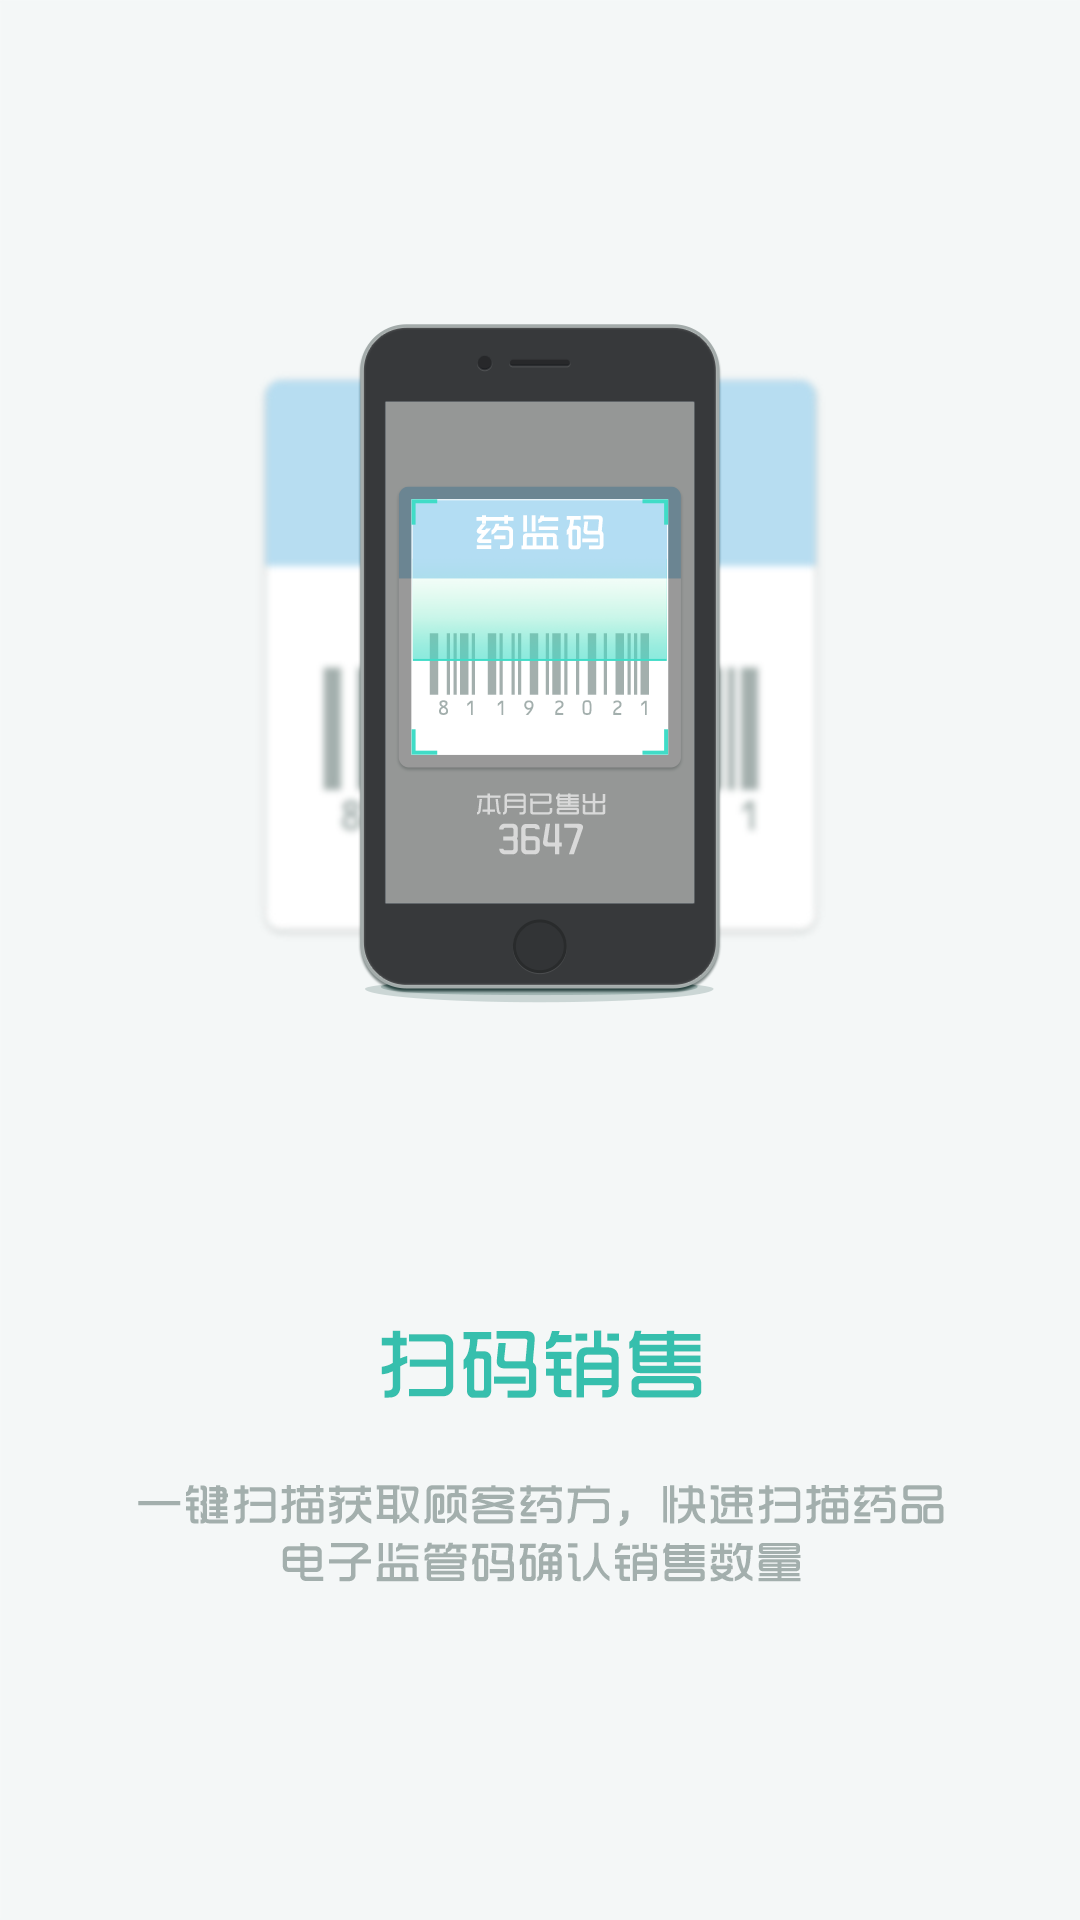 药监码
8 1 1 9 2 0 2 1
8
1
本月已售出
3647
扫码销售
一键扫描获取顾客药方，快速扫描药品
电子监管码确认销售数量